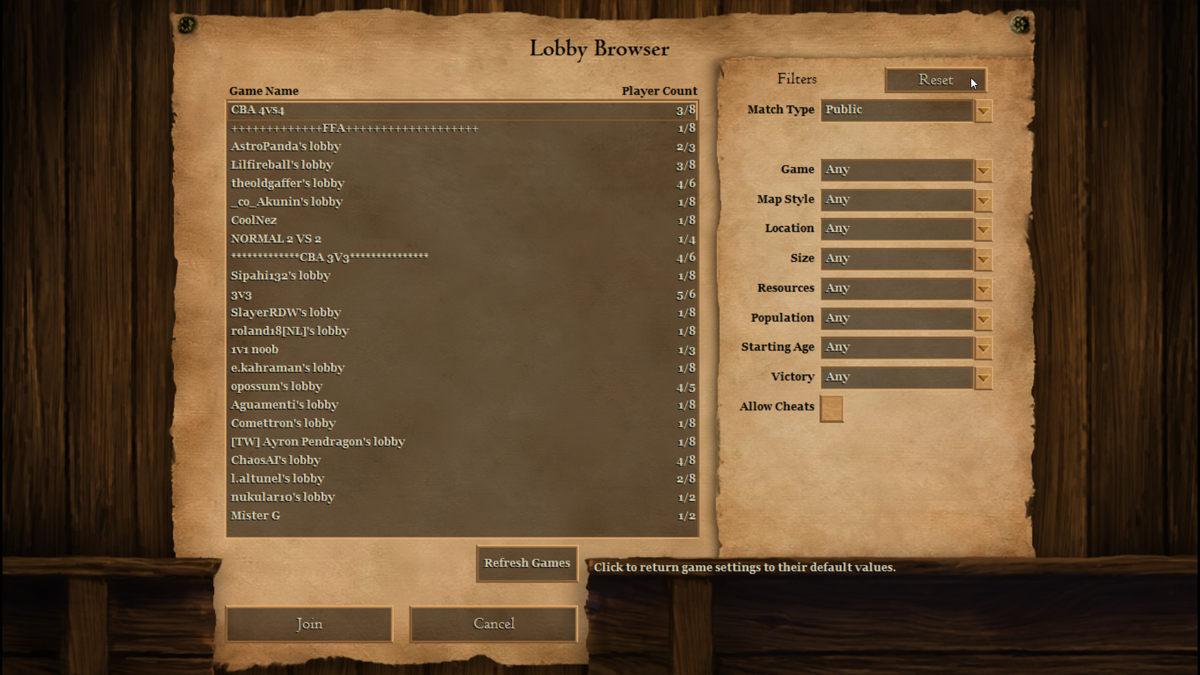 Lobby Browser
Game Name Player Count
CBA 4vs4 3/8
+++++++++++++FFA+++++++++++++++++++ 1/8
AstroPanda's lobby 2/3
Lilfireball's lobby 3/8
theoldgaffer's lobby 4/6
_co_Akunin's lobby 1/8
CoolNez 1/8
NORMAL 2 VS 2 1/4
*************CBA 3V3*************** 4/6
Sipahi132's lobby 1/8
3v3 5/6
SlayerRDW's lobby 1/8
roland18[NL]'s lobby 1/8
1v1 noob 1/3
e.kahraman's lobby 1/8
opossum's lobby 4/5
Aguamenti's lobby 1/8
Comettron's lobby 1/8
[TW] Ayron Pendragon's lobby 1/8
ChaosAI's lobby 4/8
l.altunel's lobby 2/8
nukular10's lobby 1/2
Mister G 1/2
Refresh Games
Join Cancel
Filters Reset
Match Type Public
Game Any
Map Style Any
Location Any
Size Any
Resources Any
Population Any
Starting Age Any
Victory Any
Allow Cheats
Click to return game settings to their default values.